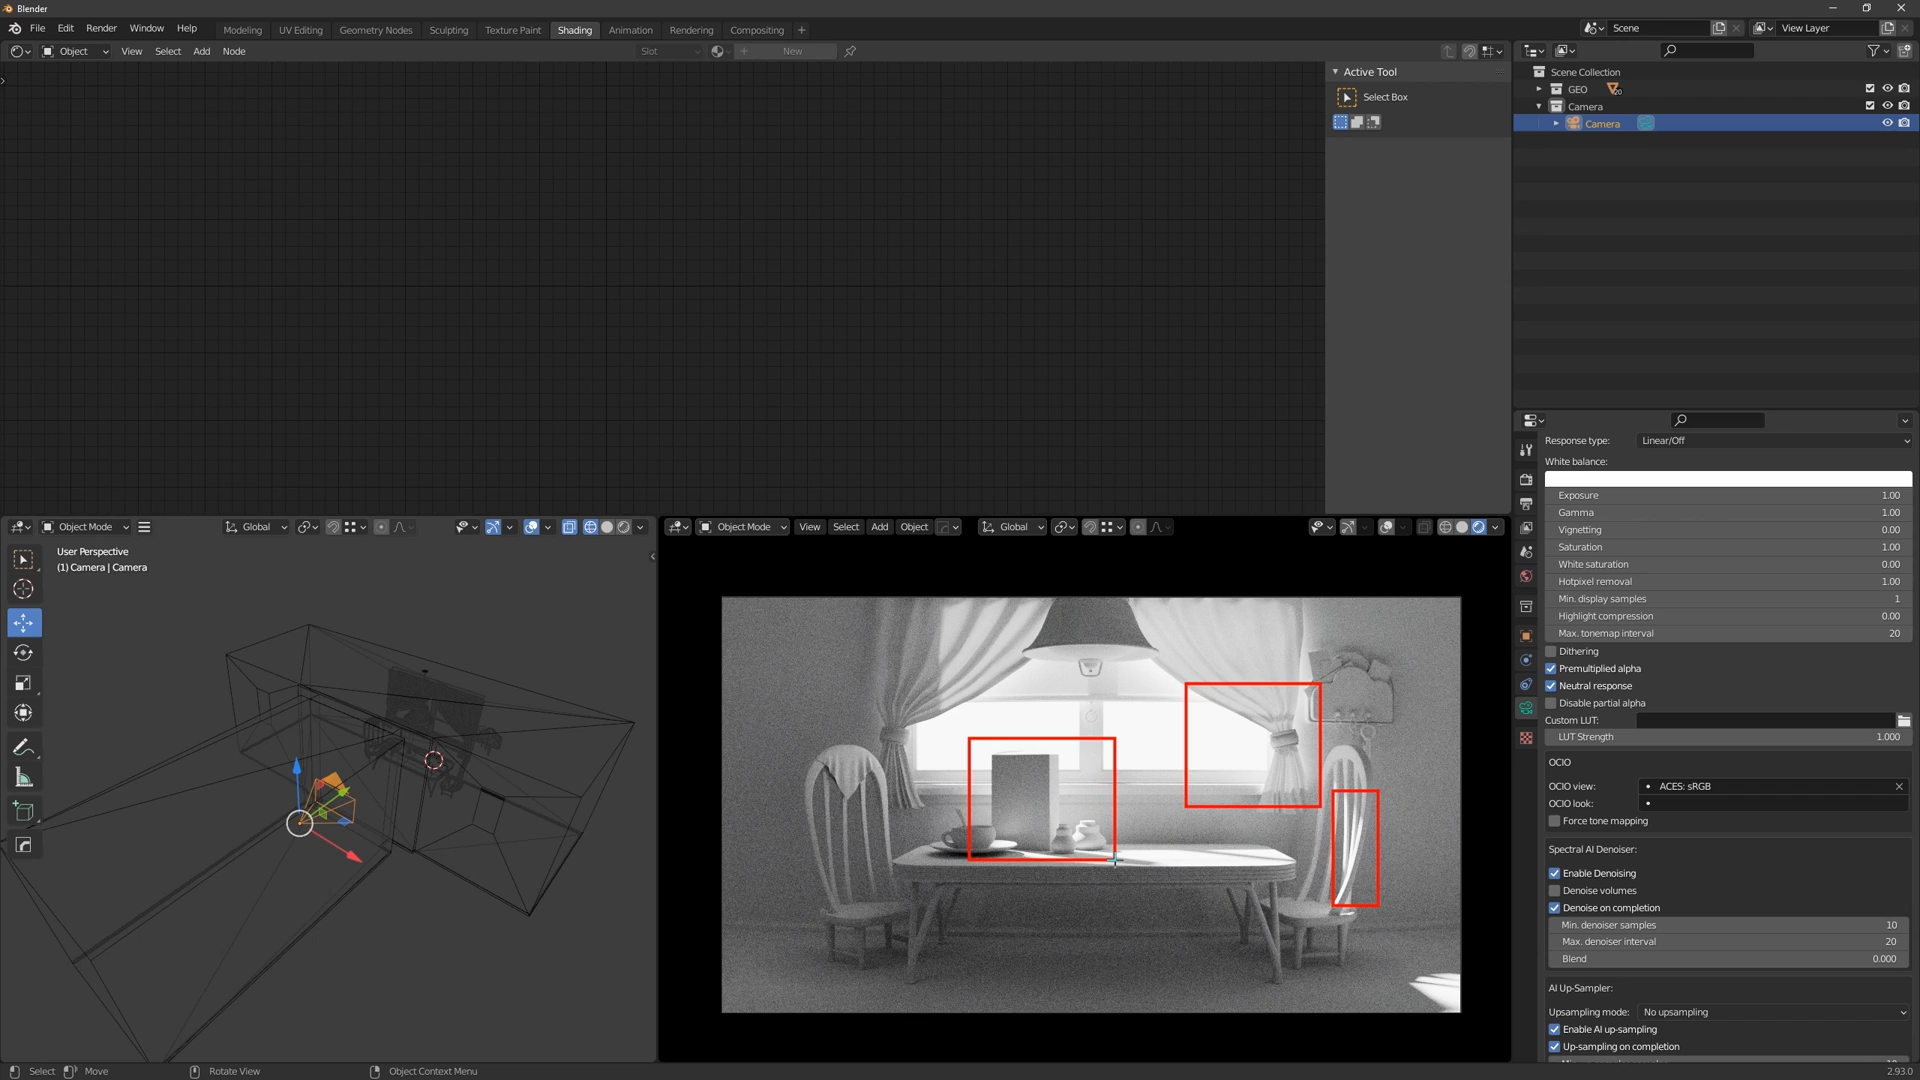 Blender
File Edit Render Window Help Modeling UV Editing Geometry Nodes Sculpting Texture Paint Shading Animation Rendering Compositing + Scene View Layer
Object View Select Add Node Slot + New
Active Tool
Select Box
Scene Collection
GEO 20
Camera
Camera
Response type: Linear/Off
White balance:
Exposure 1.00
Gamma 1.00
Vignetting 0.00
Saturation 1.00
White saturation 0.00
Hotpixel removal 1.00
Min. display samples 1
Highlight compression 0.00
Max. tonemap interval 20
Dithering
Premultiplied alpha
Neutral response
Disable partial alpha
Custom LUT:
LUT Strength 1.000
OCIO
OCIO view: • ACES: sRGB
OCIO look: •
Force tone mapping
Spectral AI Denoiser:
Enable Denoising
Denoise volumes
Denoise on completion
Min. denoiser samples 10
Max. denoiser interval 20
Blend 0.000
AI Up-Sampler:
Upsampling mode: No upsampling
Enable AI up-sampling
Up-sampling on completion
Object Mode Global
User Perspective
(1) Camera | Camera
Object Mode View Select Add Object Global
Select Move Rotate View Object Context Menu 2.93.0